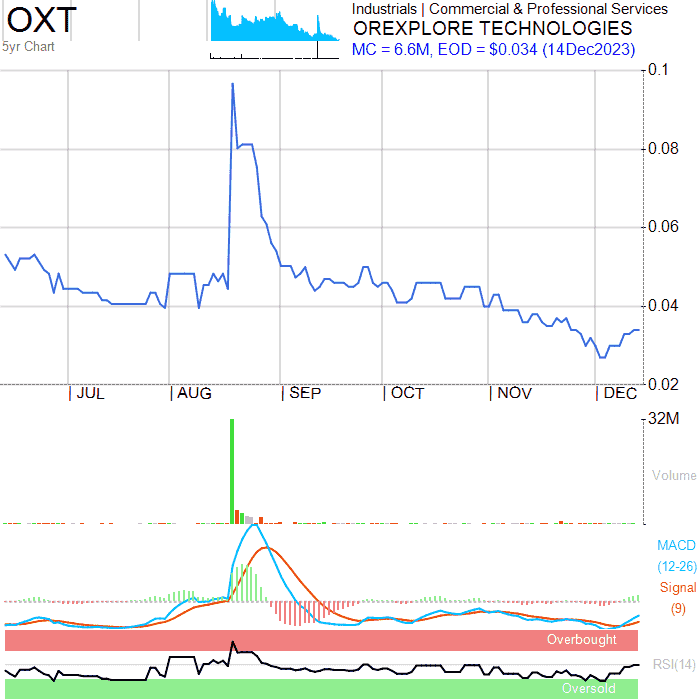 OXT
5yr Chart
Industrials | Commercial & Professional Services
OREXPLORE TECHNOLOGIES
MC = 6.6M, EOD = $0.034 (14Dec2023)
0.1
0.08
0.06
0.04
0.02
JUL AUG SEP OCT NOV DEC
32M
Volume
MACD
(12-26)
Signal
(9)
Overbought
RSI(14)
Oversold